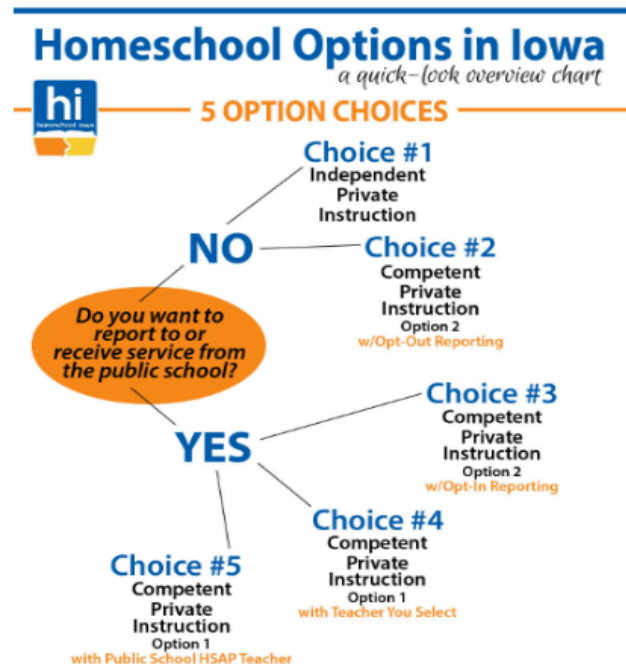 Homeschool Options in Iowa
a quick-look overview chart
hi
homeschool iowa
5 OPTION CHOICES
Choice #1
Independent
Private
Instruction
NO
Choice #2
Competent
Private
Instruction
Option 2
w/Opt-Out Reporting
Do you want to
report to or
receive service from
the public school?
Choice #3
Competent
Private
Instruction
Option 2
w/Opt-In Reporting
YES
Choice #4
Competent
Private
Instruction
Option 1
with Teacher You Select
Choice #5
Competent
Private
Instruction
Option 1
with Public School HSAP Teacher